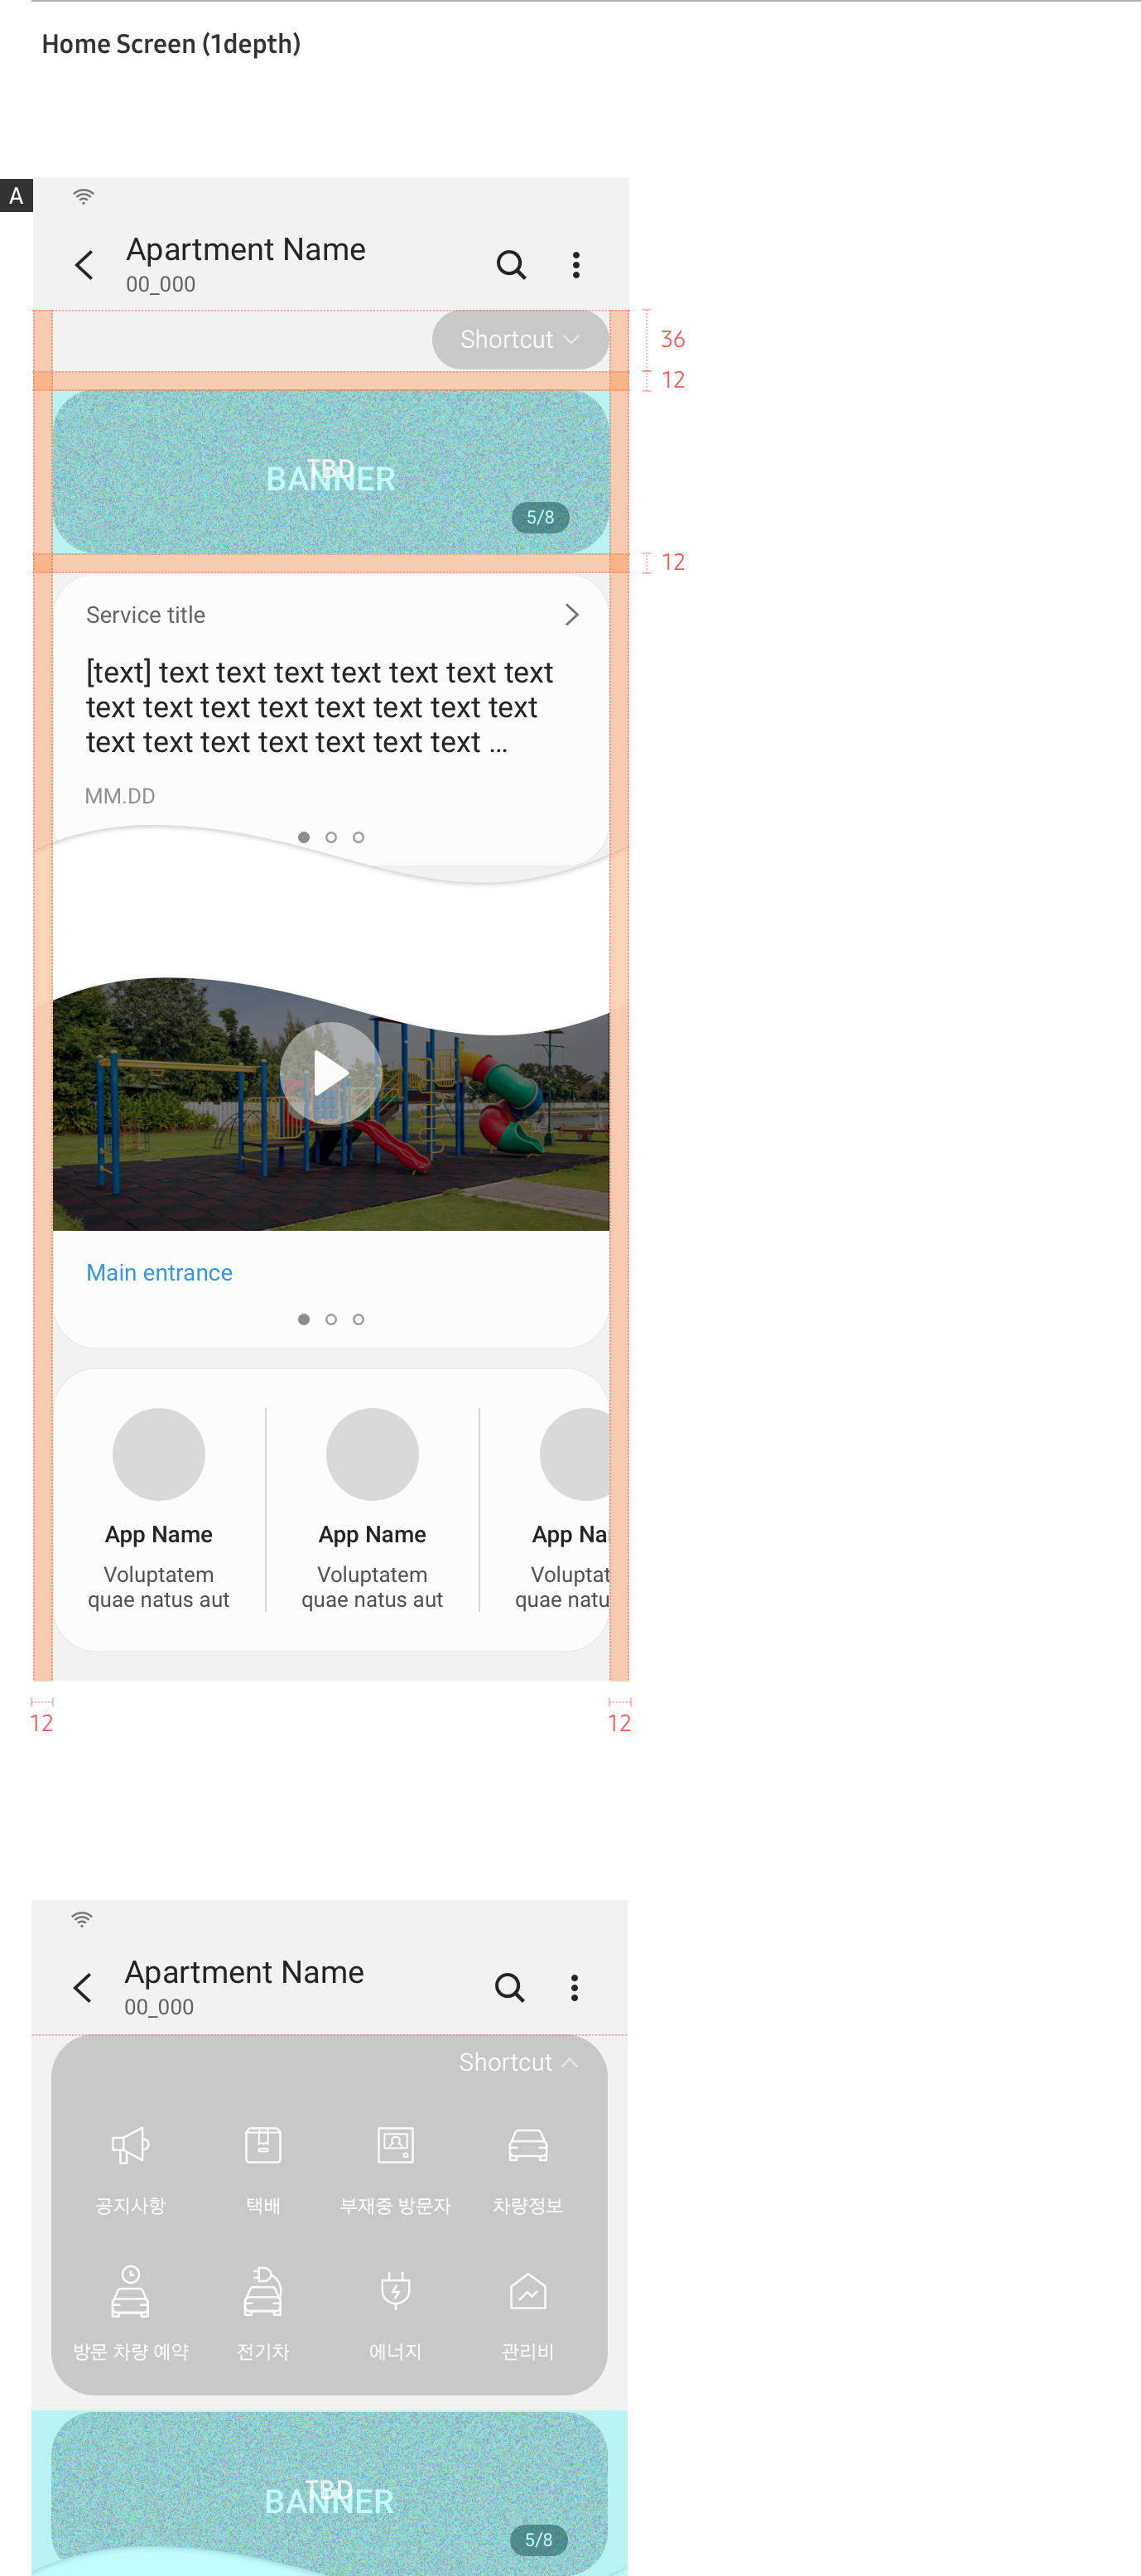 Home Screen (1depth)
A
Apartment Name
00_000
Shortcut
36
12
TBD
BANNER
5/8
12
Service title
[text] text text text text text text text
text text text text text text text text
text text text text text text text ...
MM.DD
Main entrance
App Name App Name App Na
Voluptatem Voluptatem Voluptat
quae natus aut quae natus aut quae natu
12 12
Apartment Name
00_000
Shortcut
공지사항 택배 부재중 방문자 차량정보
방문 차량 예약 전기차 에너지 관리비
TBD
BANNER
5/8